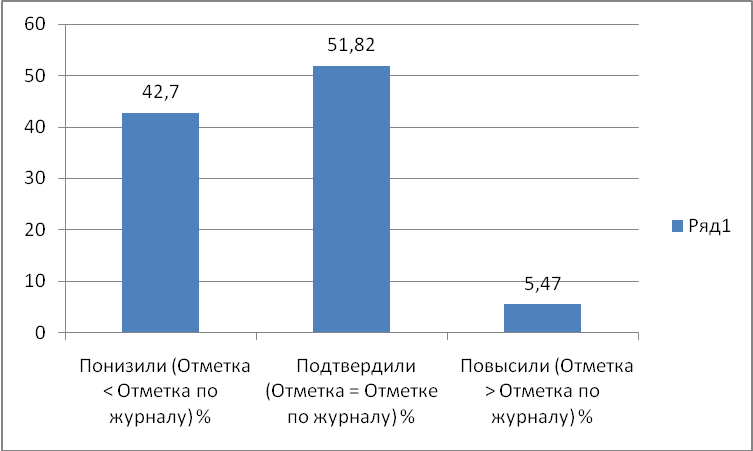 60
50
40
30
20
10
0
42,7
51,82
5,47
Понизили (Отметка
< Отметка по
журналу) %
Подтвердили
(Отметка = Отметке
по журналу) %
Повысили (Отметка
> Отметка по
журналу) %
Ряд1